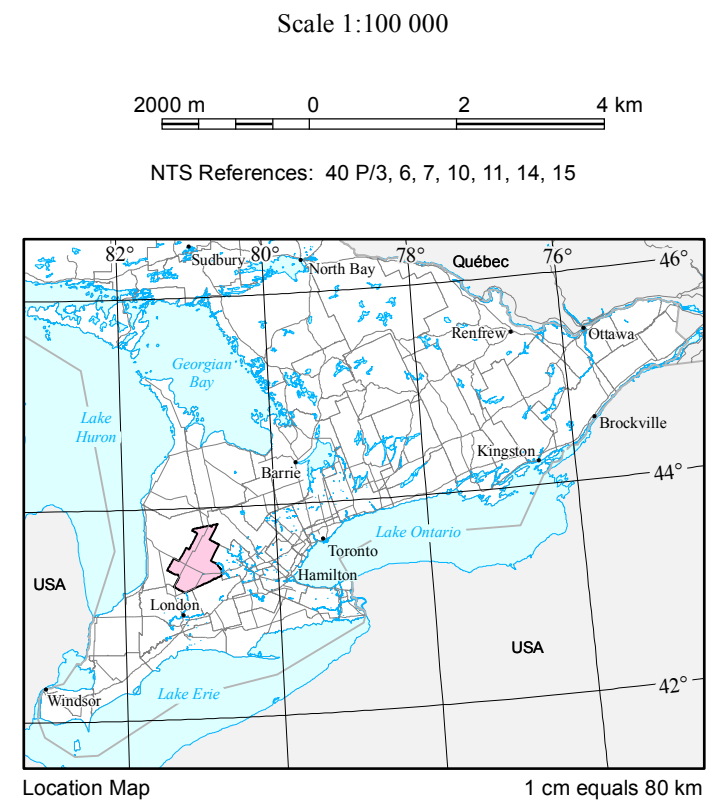 Scale 1:100 000
2000 m 0 2 4 km
NTS References: 40 P/3, 6, 7, 10, 11, 14, 15
82° 80° 78° 76° 46°
Sudbury
North Bay
Québec
Renfrew
Ottawa
Georgian
Bay
Lake
Huron
Brockville
Kingston
Barrie
44°
Lake Ontario
Toronto
Hamilton
USA
London
USA
42°
Lake Erie
Windsor
Location Map
1 cm equals 80 km